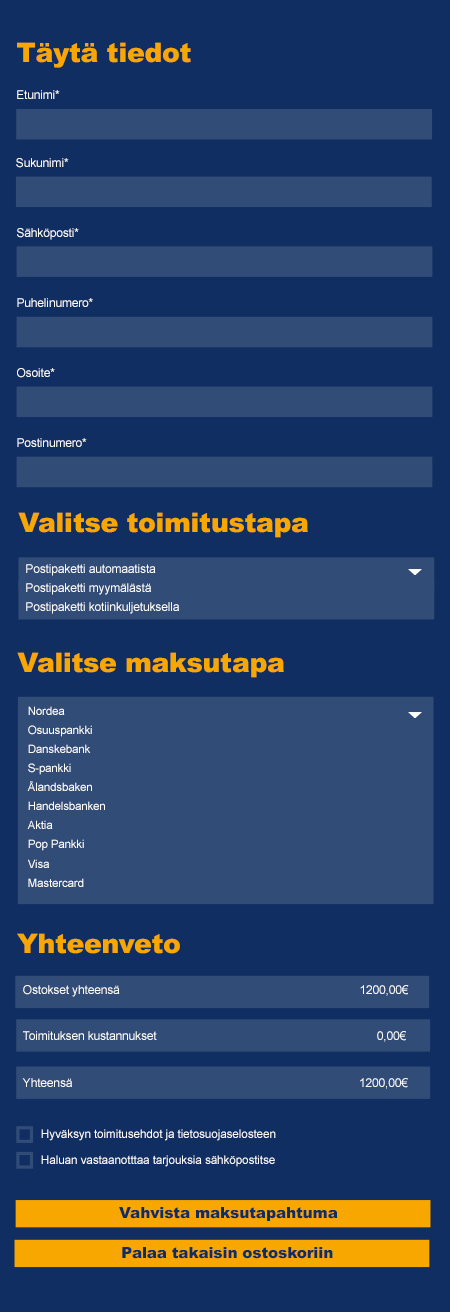 Täytä tiedot
Etunimi*
Sukunimi*
Sähköposti*
Puhelinumero*
Osoite*
Postinumero*
Valitse toimitustapa
Postipaketti automaatista
Postipaketti myymälästä
Postipaketti kotiinkuljetuksella
Valitse maksutapa
Nordea
Osuuspankki
Danskebank
S-pankki
Ålandsbaken
Handelsbanken
Aktia
Pop Pankki
Visa
Mastercard
Yhteenveto
Ostokset yhteensä 1200,00€
Toimituksen kustannukset 0,00€
Yhteensä 1200,00€
Hyväksyn toimitusehdot ja tietosuojaselosteen
Haluan vastaanotttaa tarjouksia sähköpostitse
Vahvista maksutapahtuma
Palaa takaisin ostoskoriin